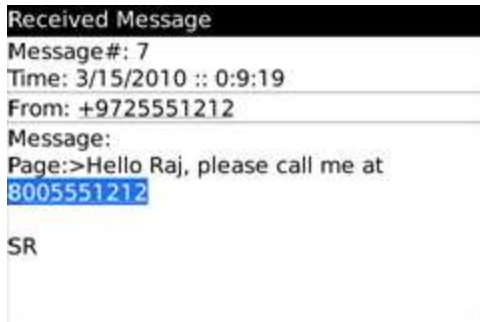 Received Message
Message#: 7
Time: 3/15/2010 :: 0:9:19
From: +9725551212
Message:
Page:>Hello Raj, please call me at
8005551212
SR